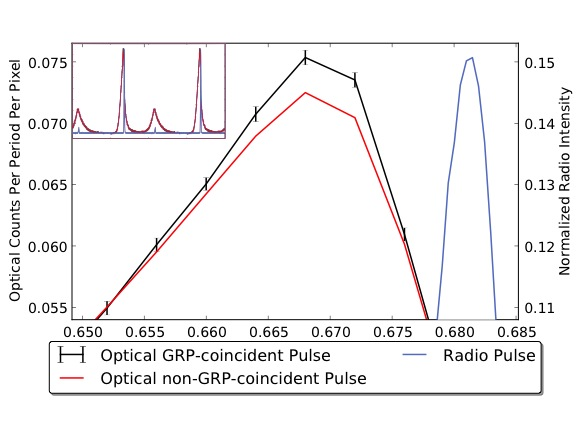 Optical Counts Per Period Per Pixel
0.075
0.070
0.065
0.060
0.055
0.15
0.14
0.13
0.12
0.11
Normalized Radio Intensity
0.650 0.655 0.660 0.665 0.670 0.675 0.680 0.685
Optical GRP-coincident Pulse
Radio Pulse
Optical non-GRP-coincident Pulse